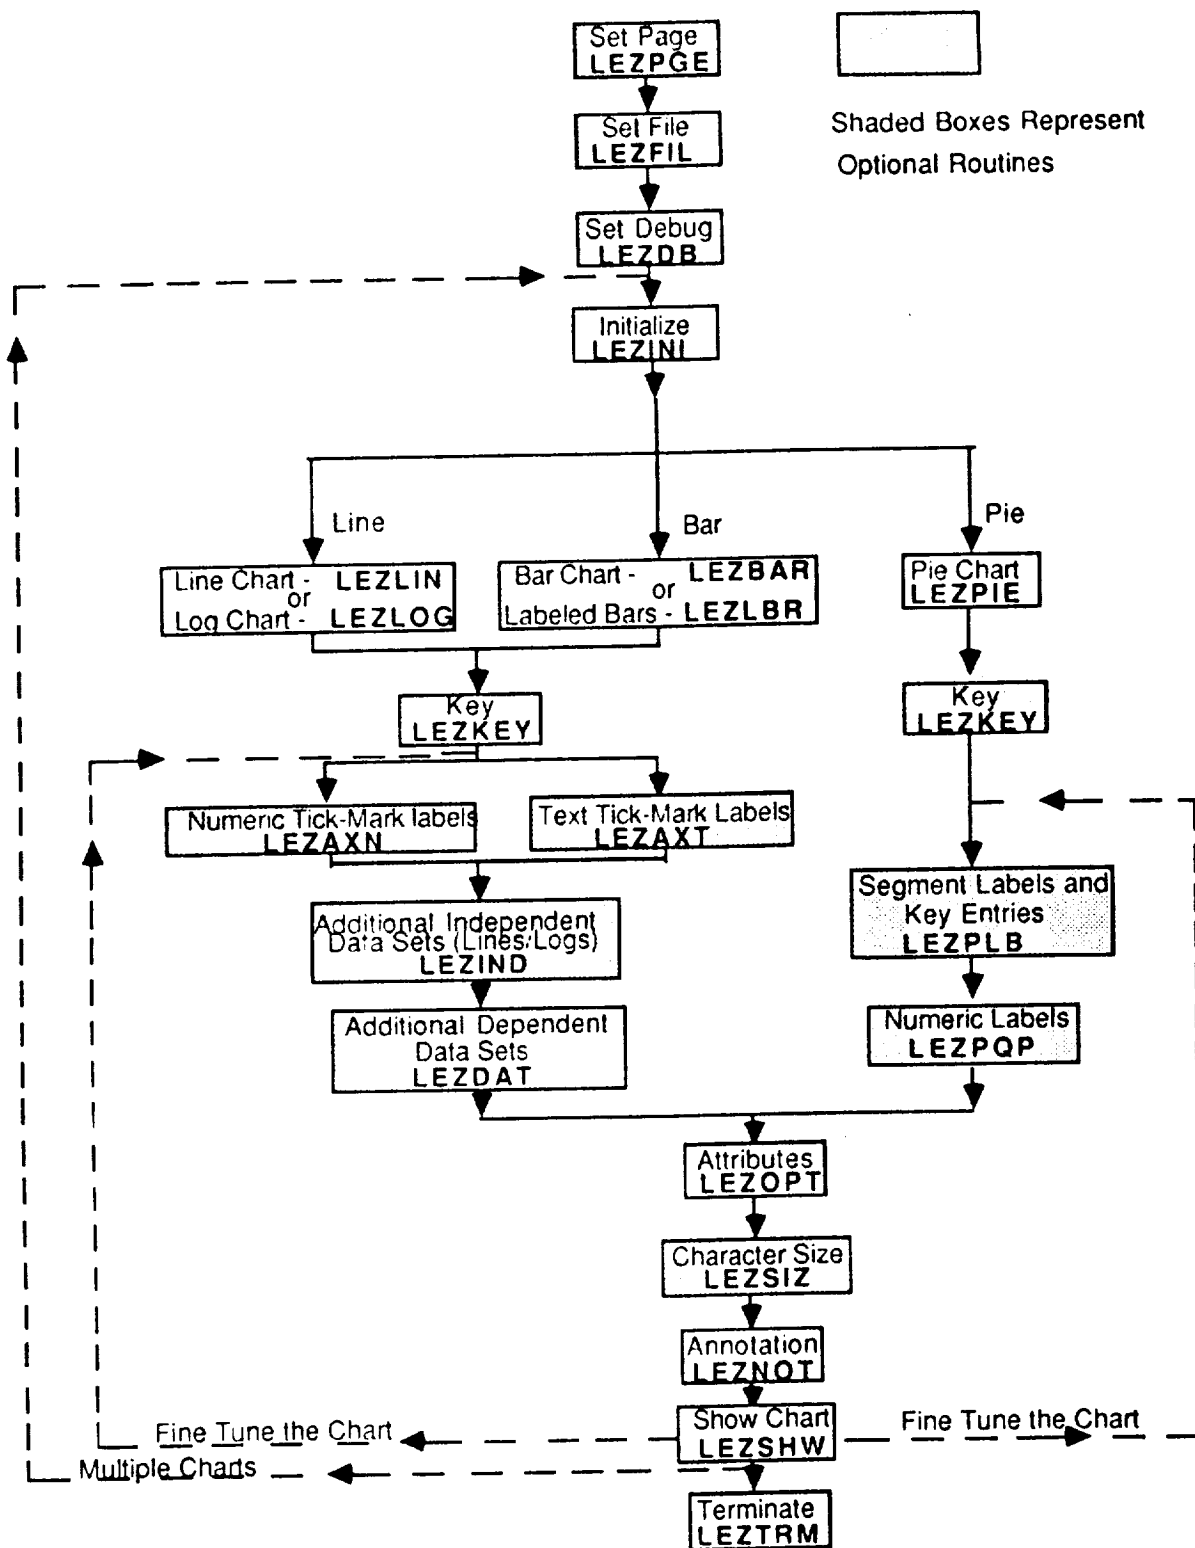 Set Page
LEZPGE
Shaded Boxes Represent
Optional Routines
Set File
LEZFIL
Set Debug
LEZDB
Initialize
LEZINI
Line
Bar
Pie
Line Chart - LEZLIN
or
Log Chart - LEZLOG
Bar Chart - LEZBAR
or
Labeled Bars - LEZLBR
Pie Chart
LEZPIE
Key
LEZKEY
Key
LEZKEY
Numeric Tick-Mark labels
LEZAXN
Text Tick-Mark Labels
LEZAXT
Segment Labels and
Key Entries
LEZPLB
Additional Independent
Data Sets (Lines/Logs)
LEZIND
Numeric Labels
LEZPQP
Additional Dependent
Data Sets
LEZDAT
Attributes
LEZOPT
Character Size
LEZSIZ
Annotation
LEZNOT
Show Chart
LEZSHW
Fine Tune the Chart
Fine Tune the Chart
Multiple Charts
Terminate
LEZTRM